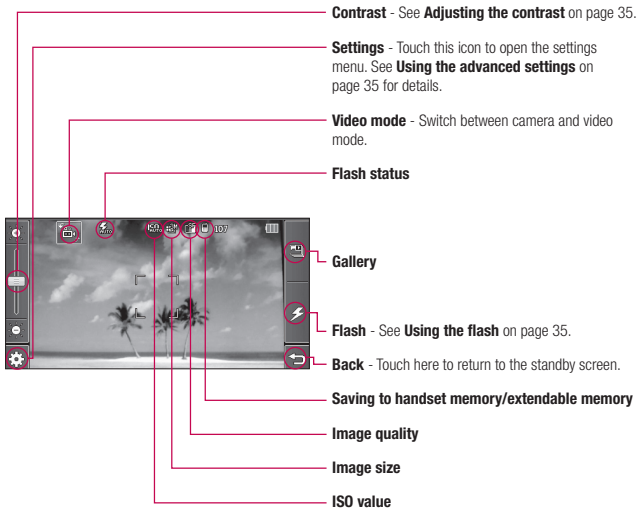 Contrast - See Adjusting the contrast on page 35.
Settings - Touch this icon to open the settings
menu. See Using the advanced settings on
page 35 for details.
Video mode - Switch between camera and video
mode.
Flash status
AUTO
ISO
AUTO
107
Gallery
Flash - See Using the flash on page 35.
Back - Touch here to return to the standby screen.
Saving to handset memory/extendable memory
Image quality
Image size
ISO value